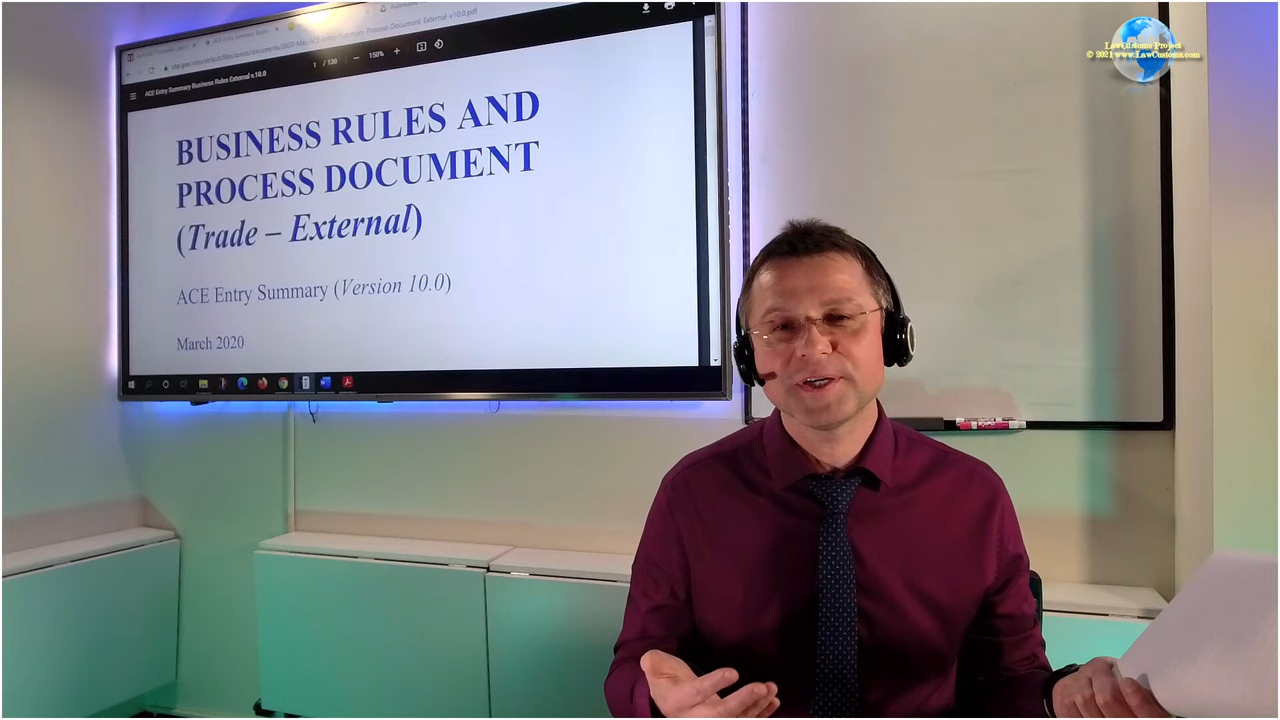 LawCustoms Project
© 2021 www.LawCustoms.com
ACE Entry Summary Business Rules External v.10.0
1 / 130
150%
BUSINESS RULES AND
PROCESS DOCUMENT
(Trade – External)
ACE Entry Summary (Version 10.0)
March 2020